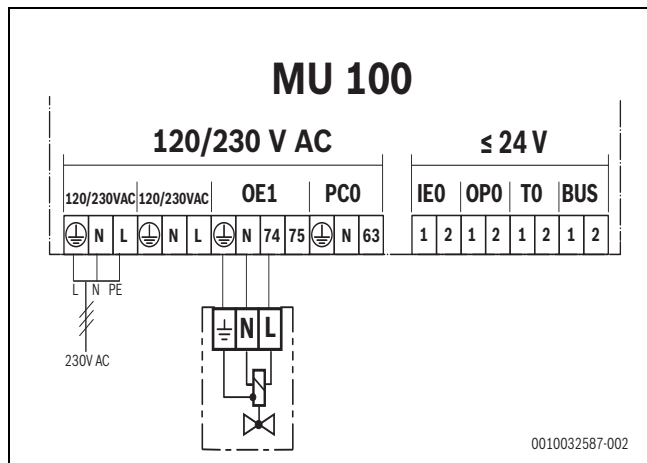 MU 100
120/230 V AC ≤ 24 V
120/230VAC 120/230VAC OE1 PC0 IE0 OP0 T0 BUS
N L N L N 74 75 N 63 1 2 1 2 1 2 1 2
L N PE
N L
230V AC
0010032587-002